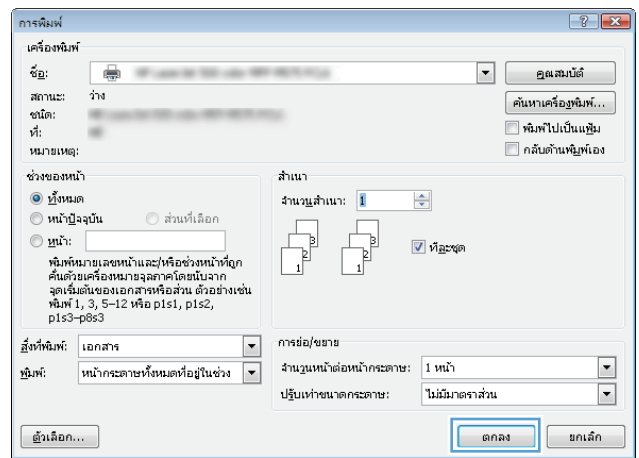 การพิมพ์
เครื่องพิมพ์
ชื่อ:
คุณสมบัติ
สถานะ: ว่าง
ค้นหาเครื่องพิมพ์...
ชนิด:
ที่:
พิมพ์ไปเป็นแฟ้ม
หมายเหตุ:
กลับด้านพิมพ์เอง
ช่วงของหน้า
ทั้งหมด
หน้าปัจจุบัน ส่วนที่เลือก
หน้า:
พิมพ์หมายเลขหน้าและ/หรือช่วงหน้าที่ถูก
คั่นด้วยเครื่องหมายจุลภาคโดยนับจาก
จุดเริ่มต้นของเอกสารหรือส่วน ตัวอย่างเช่น
พิมพ์ 1, 3, 5–12 หรือ p1s1, p1s2,
p1s3–p8s3
สำเนา
จำนวนสำเนา: 1
1 2 3 1 2 3
ทีละชุด
สิ่งที่พิมพ์: เอกสาร
พิมพ์: หน้ากระดาษทั้งหมดที่อยู่ในช่วง
การย่อ/ขยาย
จำนวนหน้าต่อหน้ากระดาษ: 1 หน้า
ปรับเท่าขนาดกระดาษ: ไม่มีมาตราส่วน
ตัวเลือก...
ตกลง
ยกเลิก